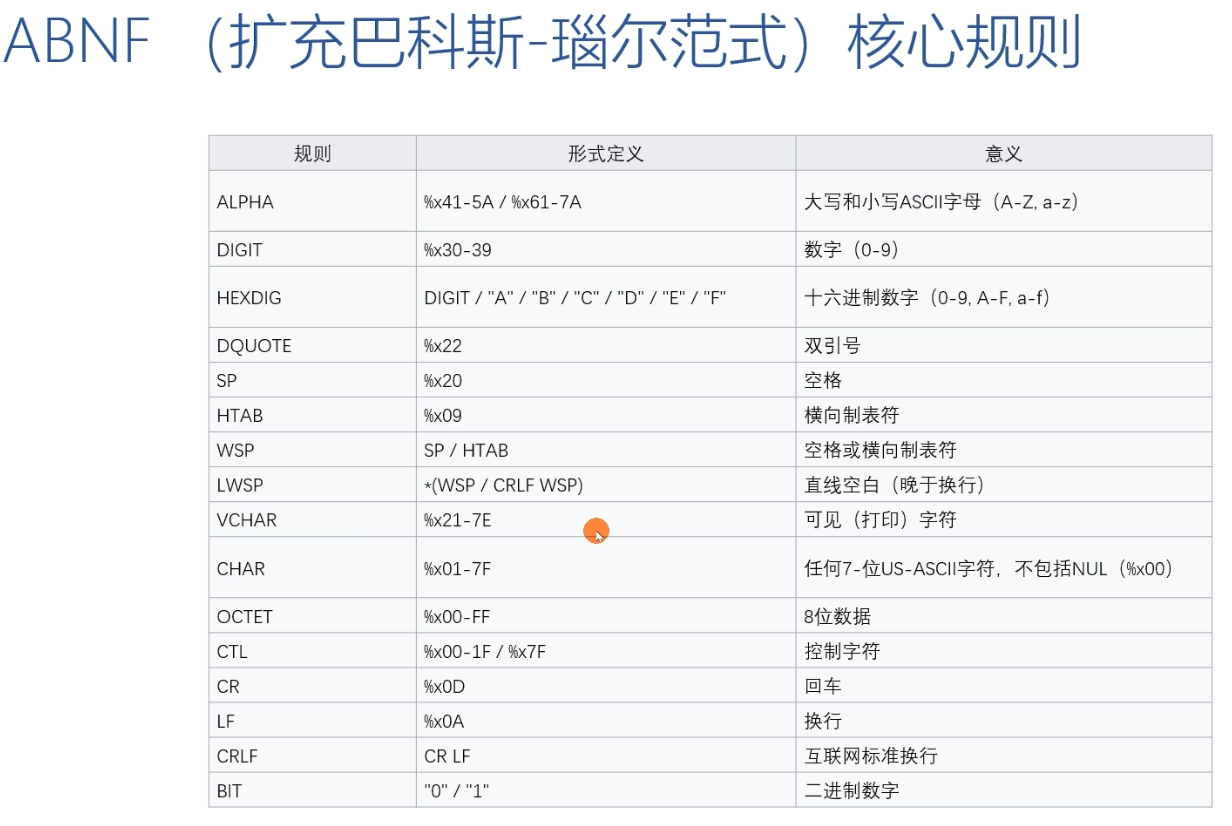 ABNF （扩充巴科斯-瑙尔范式）核心规则
规则 形式定义 意义
ALPHA %x41-5A / %x61-7A 大写和小写ASCII字母（A-Z, a-z）
DIGIT %x30-39 数字（0-9）
HEXDIG DIGIT / "A" / "B" / "C" / "D" / "E" / "F" 十六进制数字（0-9, A-F, a-f）
DQUOTE %x22 双引号
SP %x20 空格
HTAB %x09 横向制表符
WSP SP / HTAB 空格或横向制表符
LWSP *(WSP / CRLF WSP) 直线空白（晚于换行）
VCHAR %x21-7E 可见（打印）字符
CHAR %x01-7F 任何7-位US-ASCII字符，不包括NUL（%x00）
OCTET %x00-FF 8位数据
CTL %x00-1F / %x7F 控制字符
CR %x0D 回车
LF %x0A 换行
CRLF CR LF 互联网标准换行
BIT "0" / "1" 二进制数字